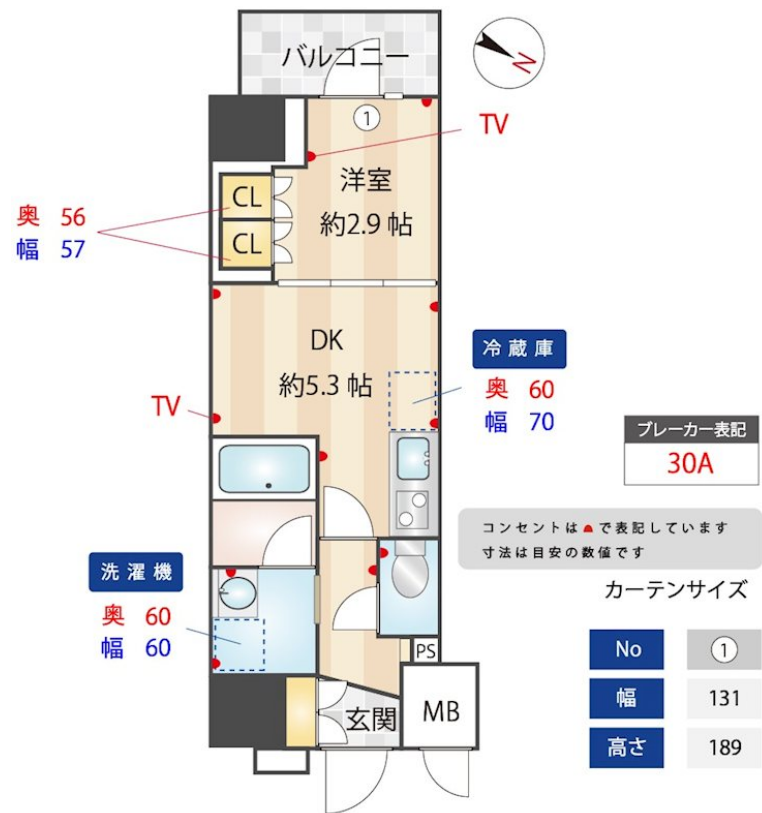 バルコニー
N
①
TV
洋室
約2.9 帖
CL
CL
奥 56
幅 57
DK
約5.3 帖
冷蔵庫
奥 60
幅 70
TV
ブレーカー表記
30A
コンセントは で表記しています
寸法は目安の数値です
洗濯機
奥 60
幅 60
カーテンサイズ
No ①
幅 131
高さ 189
PS
玄関
MB